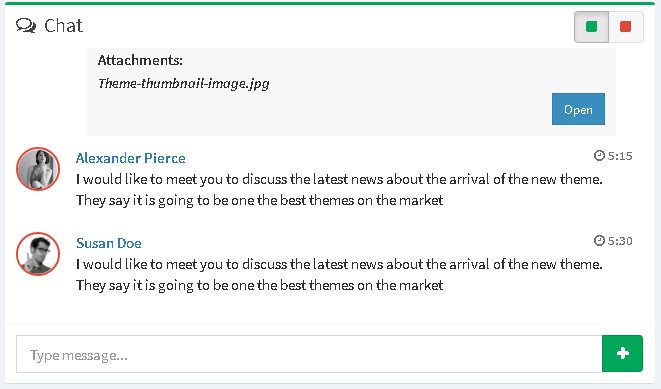 Chat
Attachments:
Theme-thumbnail-image.jpg
Open
Alexander Pierce
5:15
I would like to meet you to discuss the latest news about the arrival of the new theme.
They say it is going to be one the best themes on the market
Susan Doe
5:30
I would like to meet you to discuss the latest news about the arrival of the new theme.
They say it is going to be one the best themes on the market
Type message...